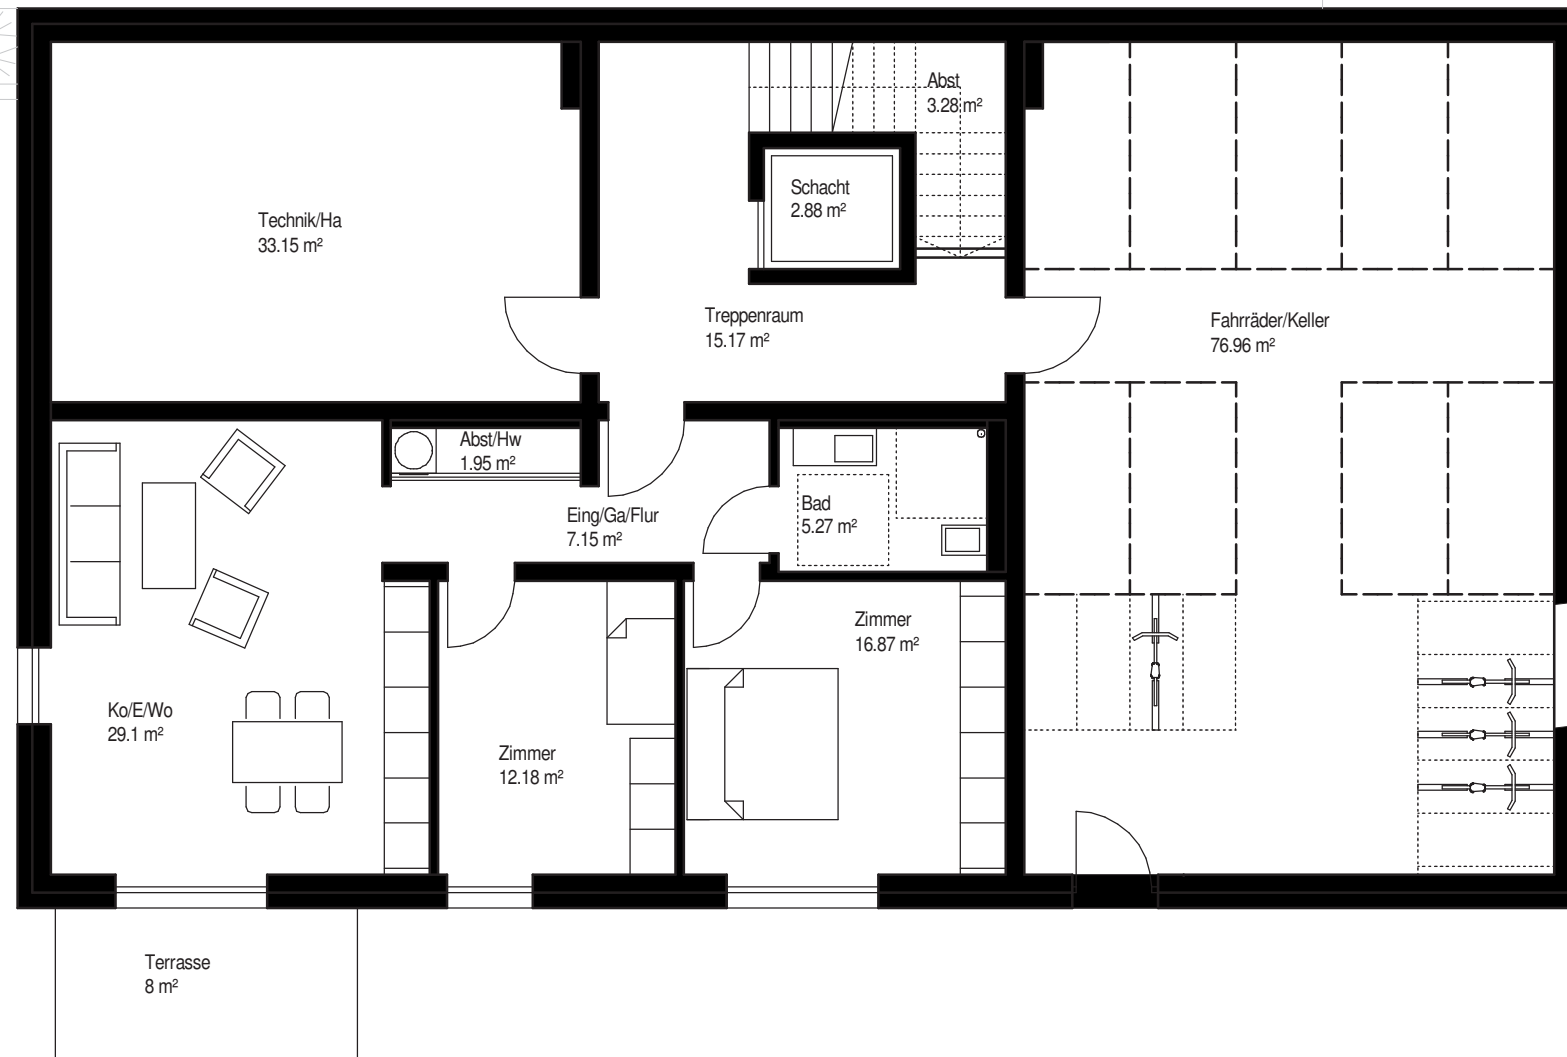 Abst
3.28 m²
Schacht
2.88 m²
Technik/Ha
33.15 m²
Treppenraum
15.17 m²
Fahrräder/Keller
76.96 m²
Abst/Hw
1.95 m²
Eing/Ga/Flur
7.15 m²
Bad
5.27 m²
Zimmer
16.87 m²
Ko/E/Wo
29.1 m²
Zimmer
12.18 m²
Terrasse
8 m²